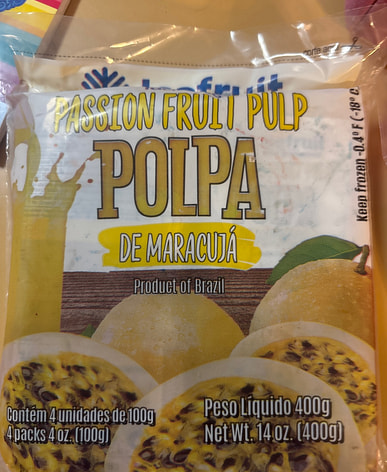 PASSION FRUIT PULP
POLPA
DE MARACUJÁ
Product of Brazil
Keep frozen -0.4° F (-18° C)
Contém 4 unidades de 100g
4 packs 4 oz. (100g)
Peso Líquido 400g
Net Wt. 14 oz. (400g)